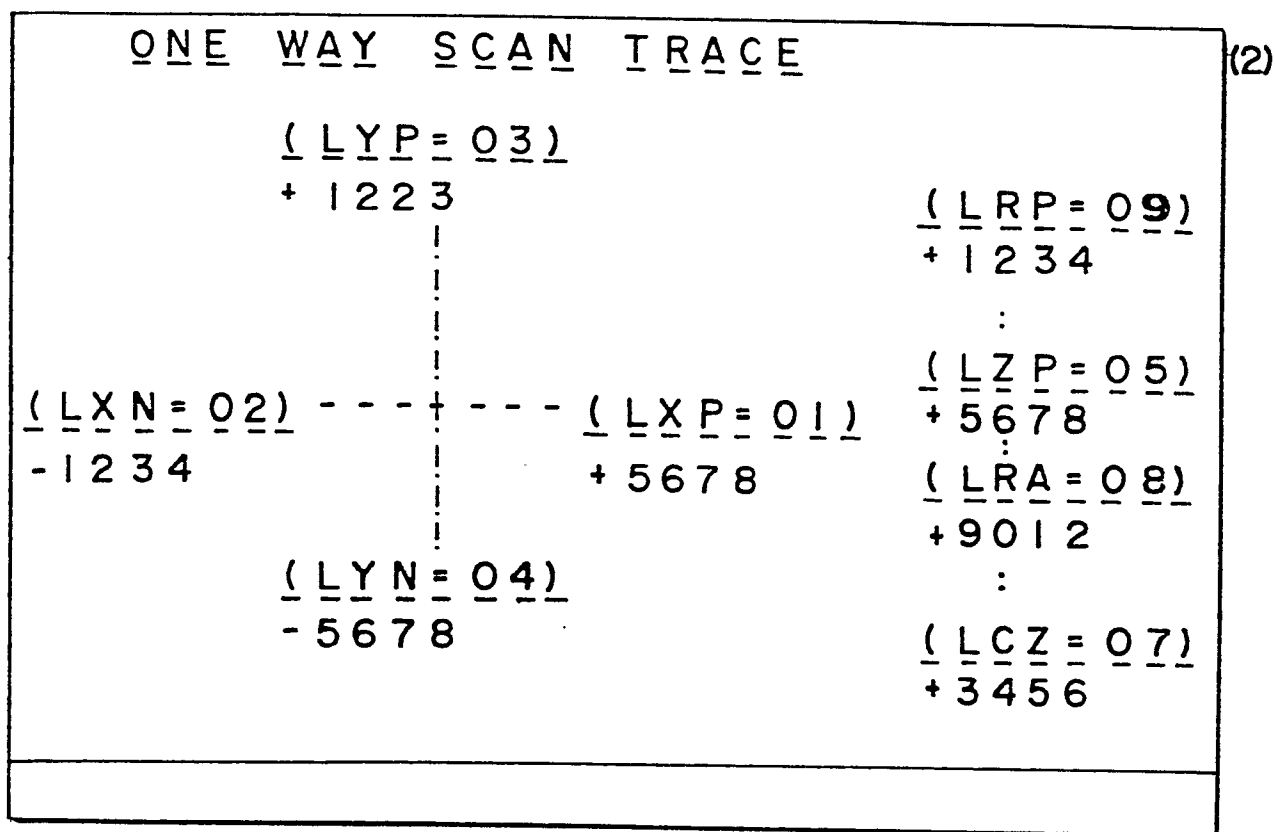 ONE WAY SCAN TRACE
(2)
(LYP=03)
+1223
(LRP=09)
+1234
:
(LZP=05)
+5678
:
(LXN=02) ---+--- (LXP=01)
-1234
+5678
(LRA=08)
+9012
:
(LYN=04)
-5678
(LCZ=07)
+3456